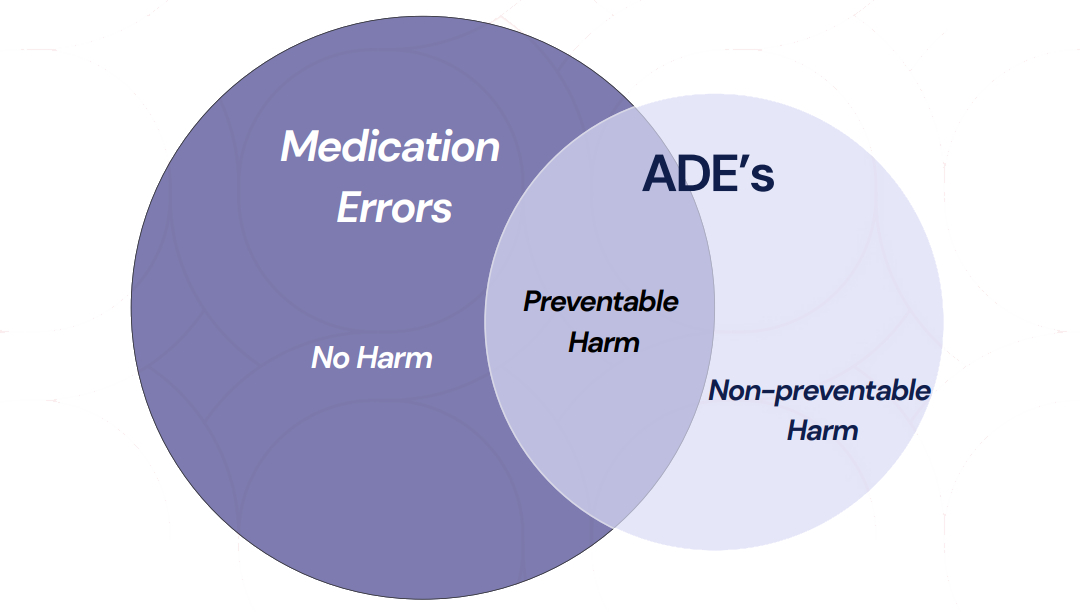 Medication
Errors
ADE’s
Preventable
Harm
No Harm
Non-preventable
Harm